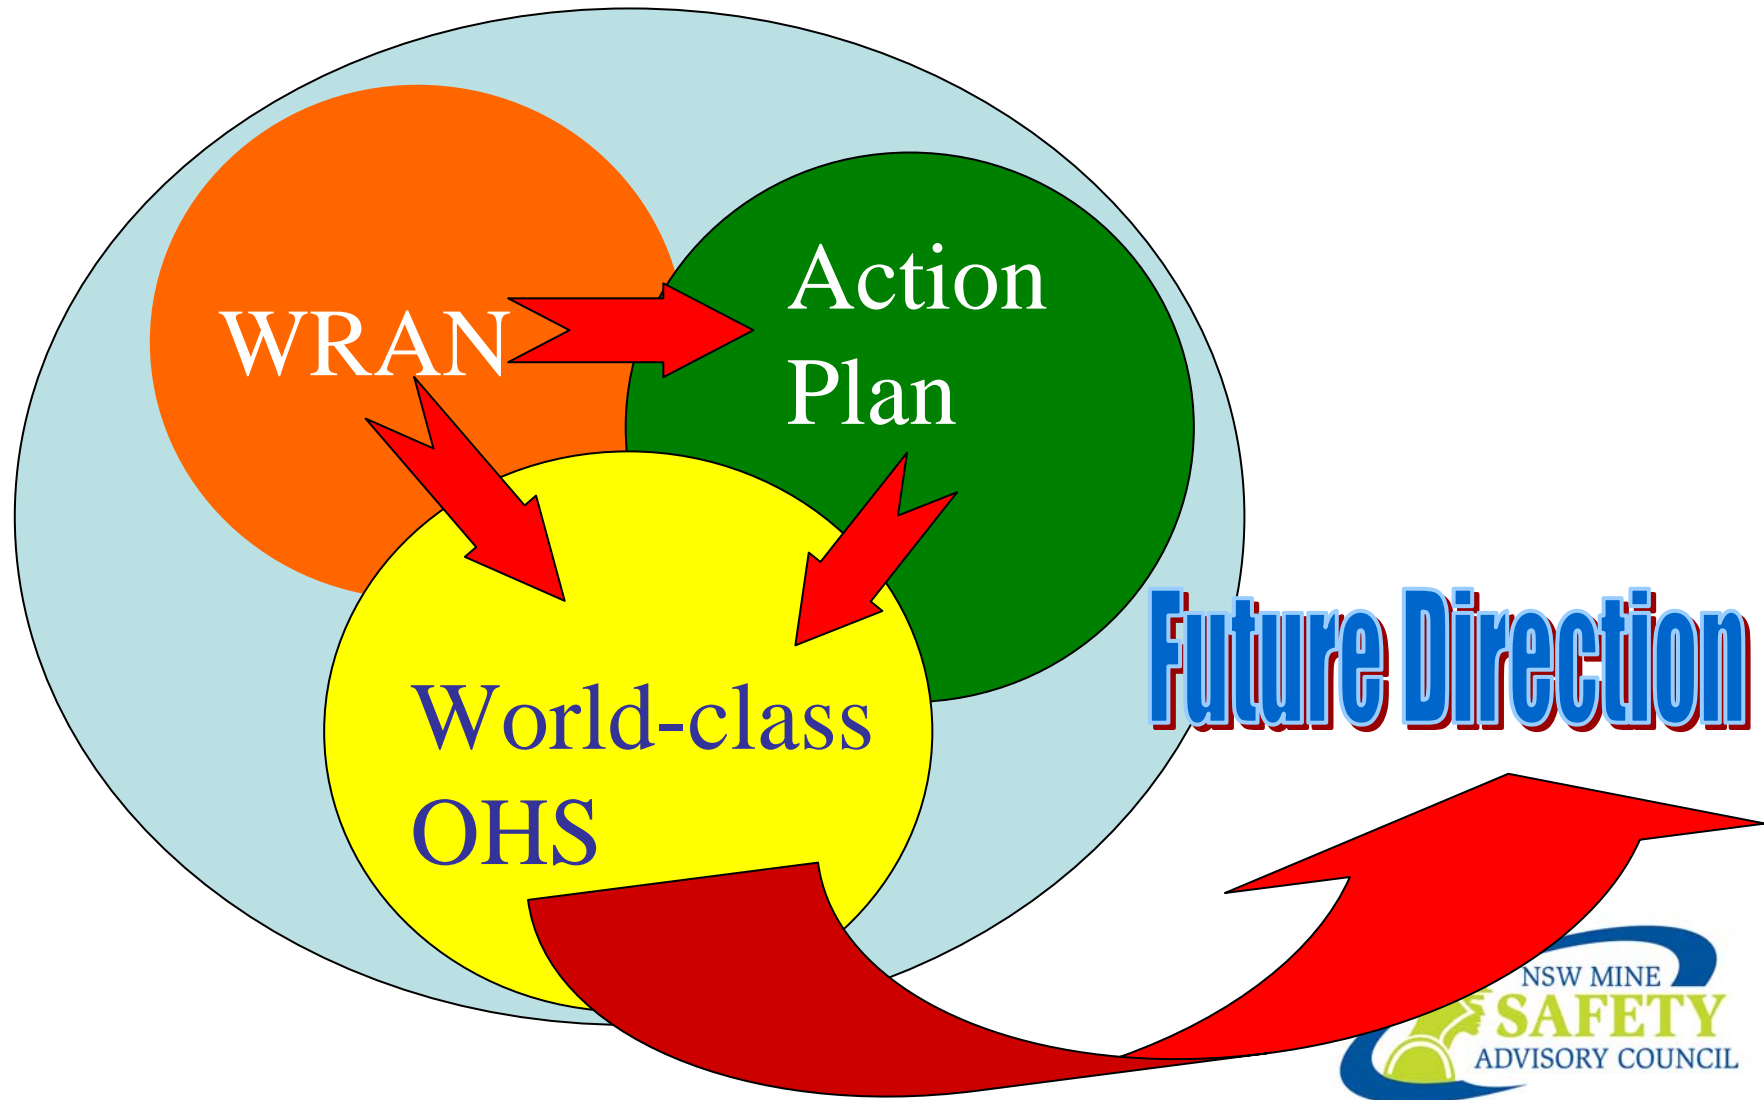 WRAN
Action
Plan
World-class
OHS
Future Direction
NSW MINE
SAFETY
ADVISORY COUNCIL